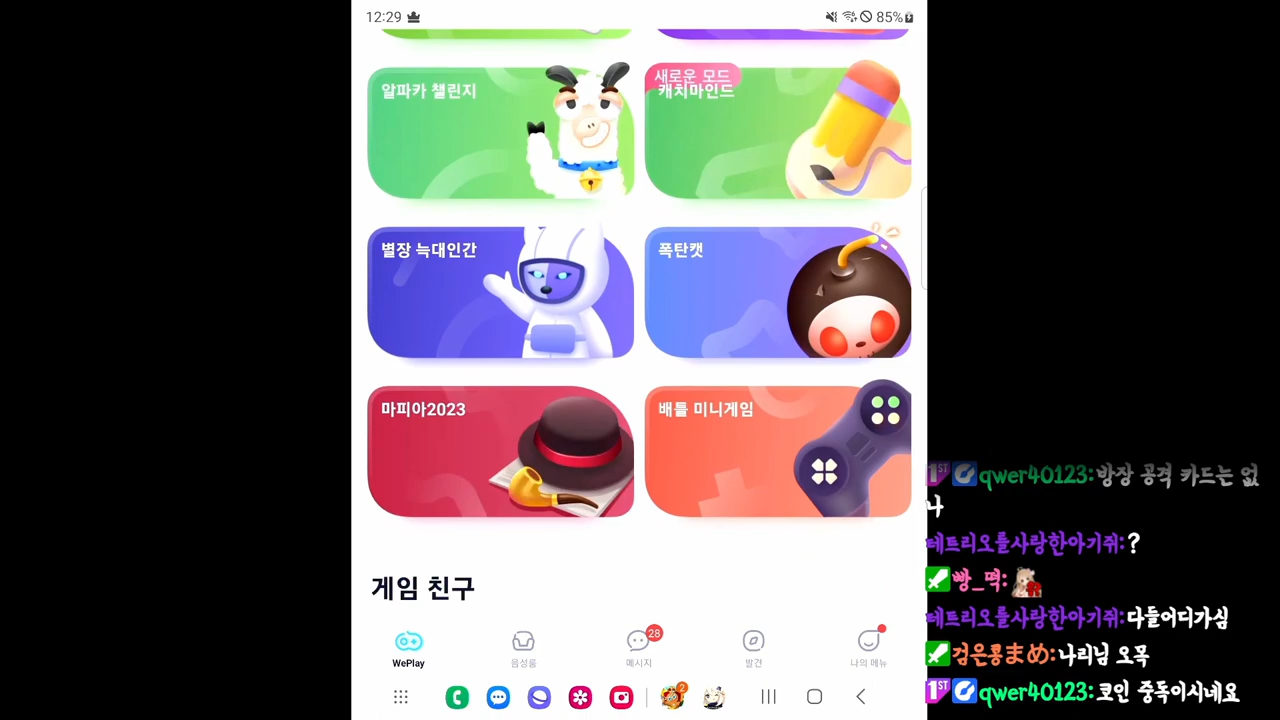 12:29
85%
알파카 챌린지
새로운 모드
캐치마인드
별장 늑대인간
폭탄캣
마피아2023
배틀 미니게임
게임 친구
28
WePlay
음성룸
메시지
발견
나의 메뉴
2
1ST qwer40123: 방장 공격 카드는 없
나
테트리오를사랑한아기쥐: ?
빵_떡:
테트리오를사랑한아기쥐: 다들어디가심
검은콩まめ: 나리님 오목
1ST qwer40123: 코인 중독이시네요